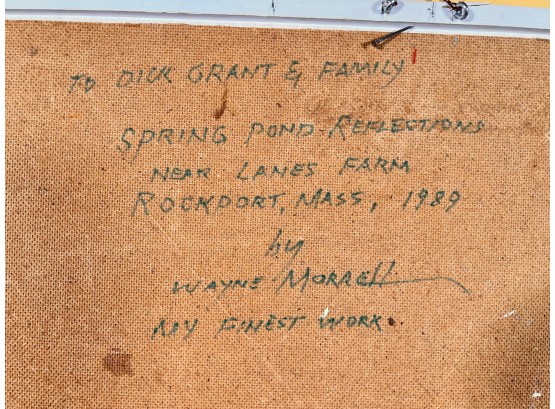 TO DICK GRANT & FAMILY
SPRING POND REFLECTIONS
NEAR LANES FARM
ROCKPORT, MASS, 1989
by
WAYNE MORRELL
MY FINEST WORK.